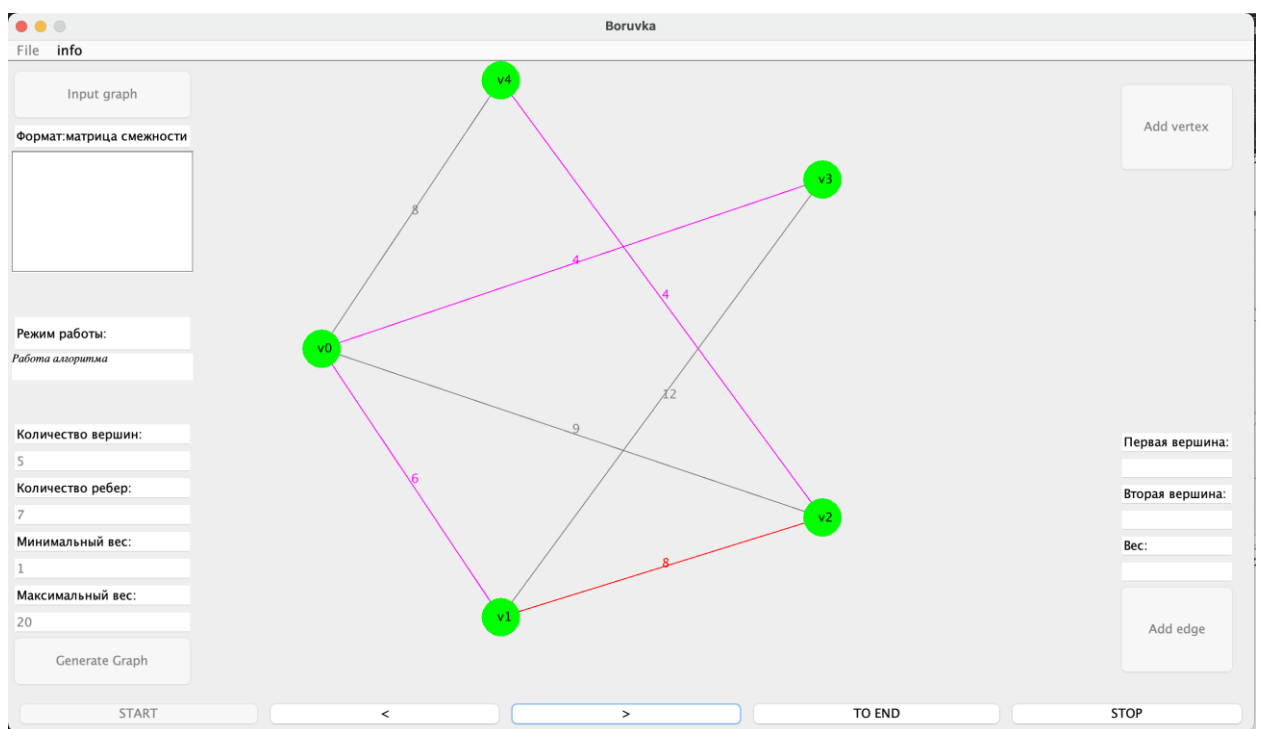 Boruvka
File info
Input graph
Формат:матрица смежности
Режим работы:
Работа алгоритма
Количество вершин:
5
Количество ребер:
7
Минимальный вес:
1
Максимальный вес:
20
Generate Graph
v4
v3
8
4
4
v0
12
9
6
v2
8
v1
Add vertex
Первая вершина:
Вторая вершина:
Вес:
Add edge
START < > TO END STOP